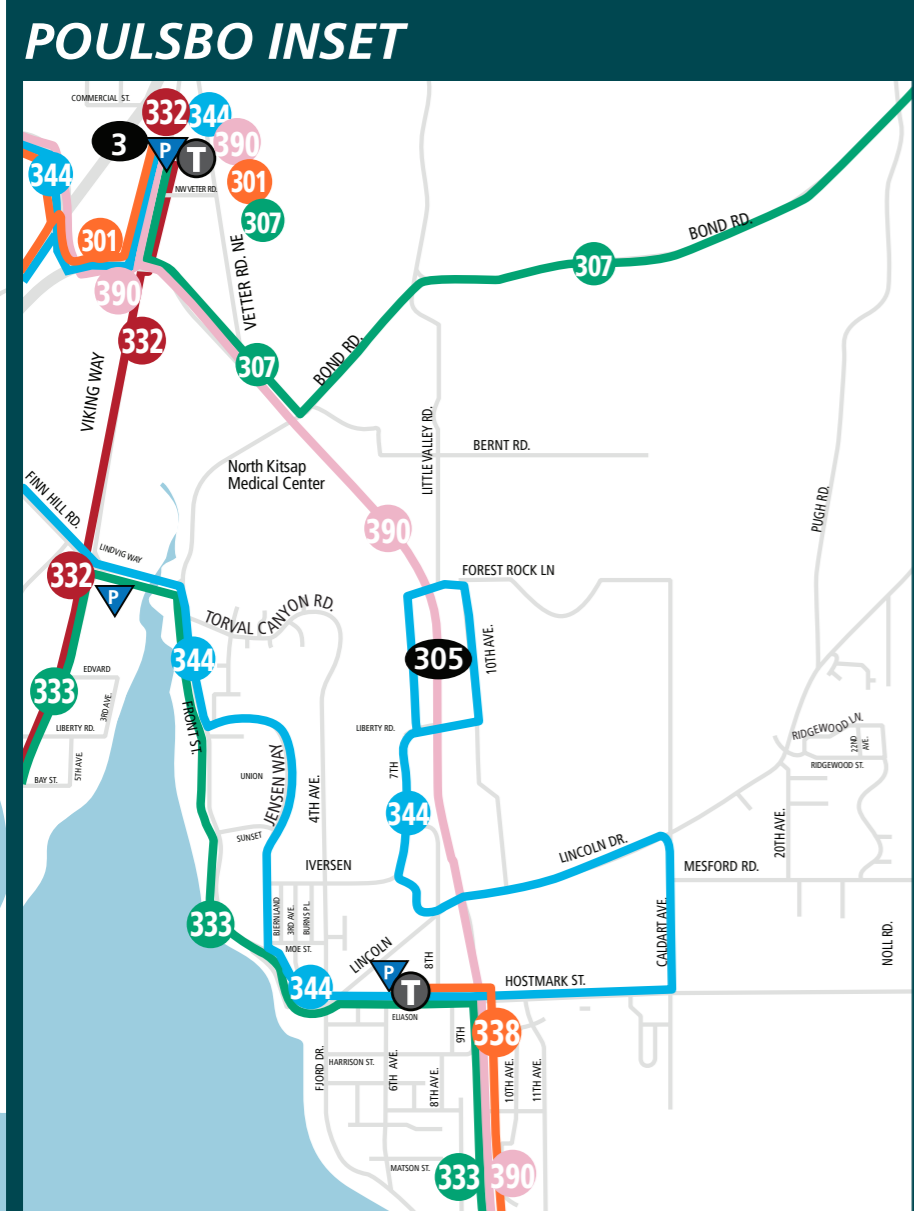 POULSBO INSET
COMMERCIAL ST.
332
344
3
P
T
390
344
NW VETER RD.
301
307
301
390
VETTER RD. NE
BOND RD.
307
332
VIKING WAY
307
BOND RD.
LITTLE VALLEY RD.
BERNT RD.
North Kitsap
Medical Center
FINN HILL RD.
PUGH RD.
390
LINDVIG WAY
332
P
FOREST ROCK LN
TORVAL CANYON RD.
344
305
10TH AVE.
EDVARD
333
3RD AVE.
FRONT ST.
LIBERTY RD.
LIBERTY RD.
RIDGEWOOD LN.
22ND
AVE.
BAY ST.
5TH AVE.
UNION
JENSEN WAY
4TH AVE.
7TH
RIDGEWOOD ST.
344
SUNSET
20TH AVE.
LINCOLN DR.
IVERSEN
MESFORD RD.
BJERNLAND
3RD AVE.
BURNS PL.
333
CALDART AVE.
NOLL RD.
MOE ST.
LINCOLN
8TH
P
T
344
HOSTMARK ST.
ELIASON
9TH
338
FJORD DR.
HARRISON ST.
6TH AVE.
8TH AVE.
10TH AVE.
11TH AVE.
MATSON ST.
333
390